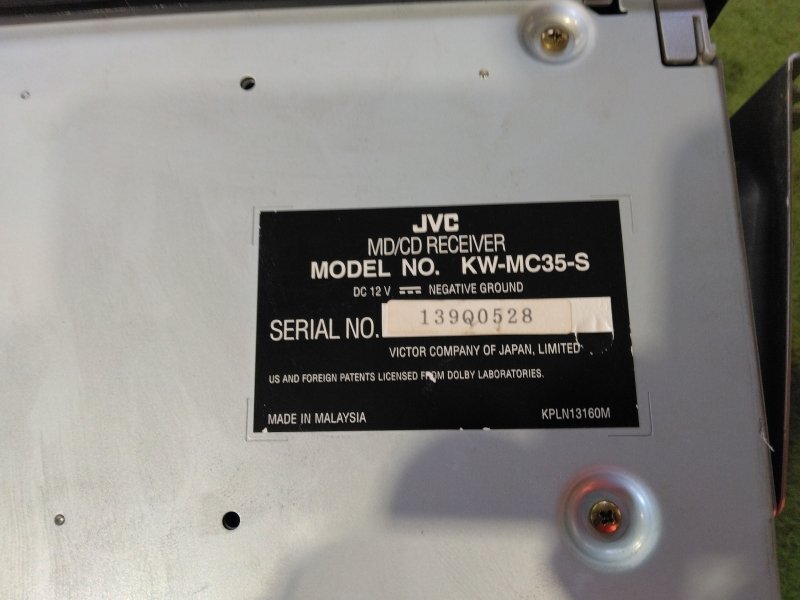 JVC
MD/CD RECEIVER
MODEL NO. KW-MC35-S
DC 12 V ⎓ NEGATIVE GROUND
SERIAL NO. 139Q0528
VICTOR COMPANY OF JAPAN, LIMITED
US AND FOREIGN PATENTS LICENSED FROM DOLBY LABORATORIES.
MADE IN MALAYSIA KPLN13160M